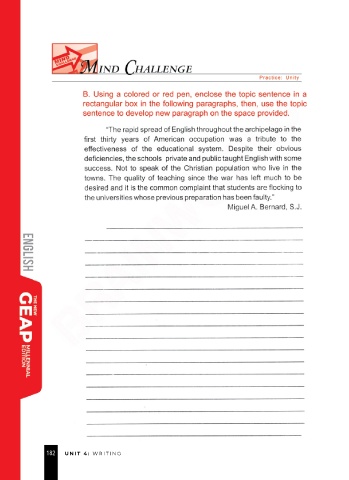 MIND CHALLENGE
Practice: Unity
B. Using a colored or red pen, enclose the topic sentence in a
rectangular box in the following paragraphs, then, use the topic
sentence to develop new paragraph on the space provided.
"The rapid spread of English throughout the archipelago in the
first thirty years of American occupation was a tribute to the
effectiveness of the educational system. Despite their obvious
deficiencies, the schools private and public taught English with some
success. Not to speak of the Christian population who live in the
towns. The quality of teaching since the war has left much to be
desired and it is the common complaint that students are flocking to
the universities whose previous preparation has been faulty."
Miguel A. Bernard, S.J.
ENGLISH
THE NEW
GEAP
MILLENNIAL
EDITION
182 UNIT 4: WRITING